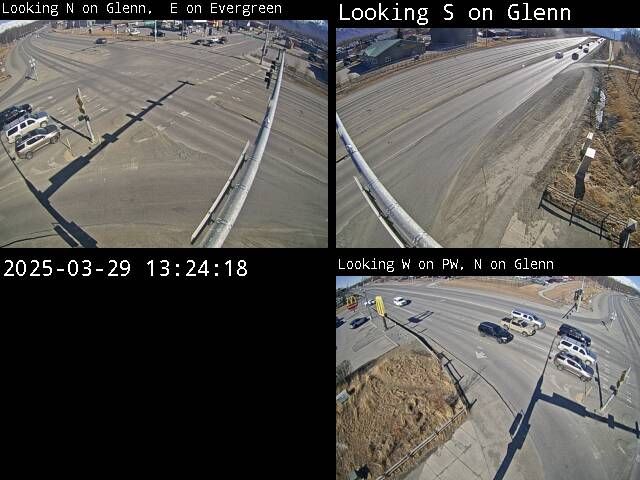 Looking N on Glenn,  E on Evergreen
Looking S on Glenn
2025-03-29 13:24:18
Looking W on PW, N on Glenn